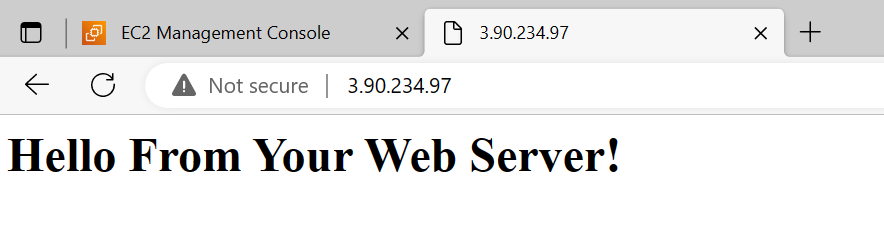 EC2 Management Console
3.90.234.97
Not secure | 3.90.234.97
Hello From Your Web Server!